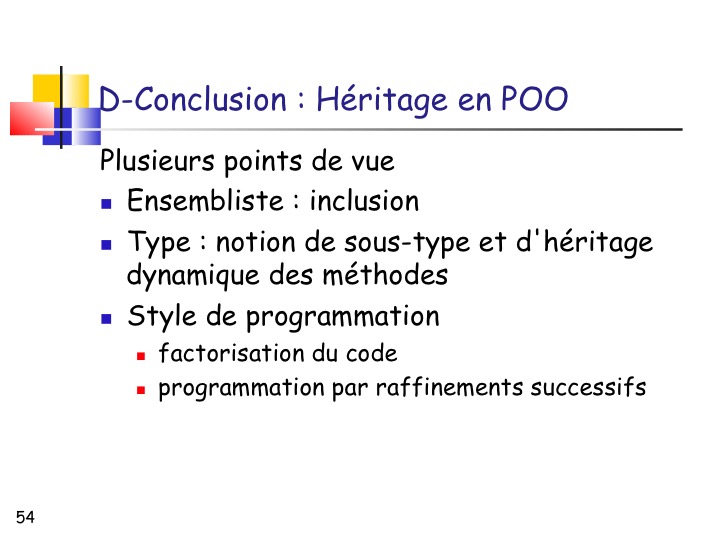 D-Conclusion : Héritage en POO
Plusieurs points de vue
Ensembliste : inclusion
Type : notion de sous-type et d'héritage
dynamique des méthodes
Style de programmation
factorisation du code
programmation par raffinements successifs
54